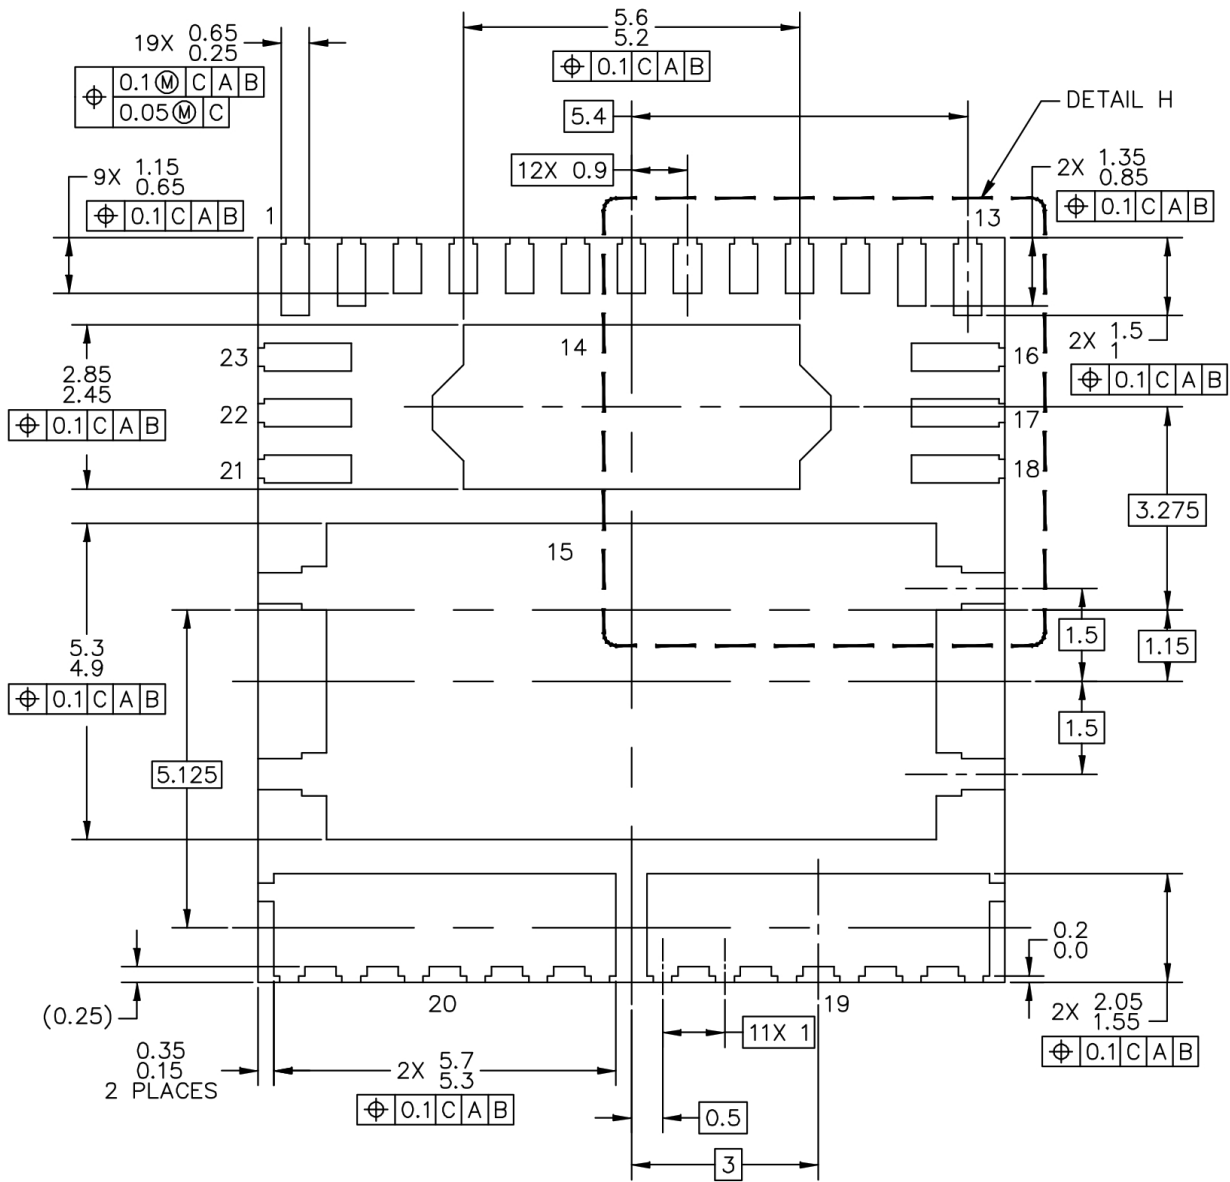 5.6
5.2
⌖ 0.1 C A B
19X 0.65
0.25
⌖ 0.1 Ⓜ C A B
0.05 Ⓜ C
5.4
DETAIL H
12X 0.9
9X 1.15
0.65
⌖ 0.1 C A B
2X 1.35
0.85
⌖ 0.1 C A B
1
13
14
2X 1.5
1
⌖ 0.1 C A B
23
16
2.85
2.45
⌖ 0.1 C A B
22
17
21
18
3.275
15
5.3
4.9
⌖ 0.1 C A B
1.5
1.15
1.5
5.125
0.2
0.0
(0.25)
20
19
2X 2.05
1.55
⌖ 0.1 C A B
11X 1
0.35
0.15
2 PLACES
2X 5.7
5.3
⌖ 0.1 C A B
0.5
3